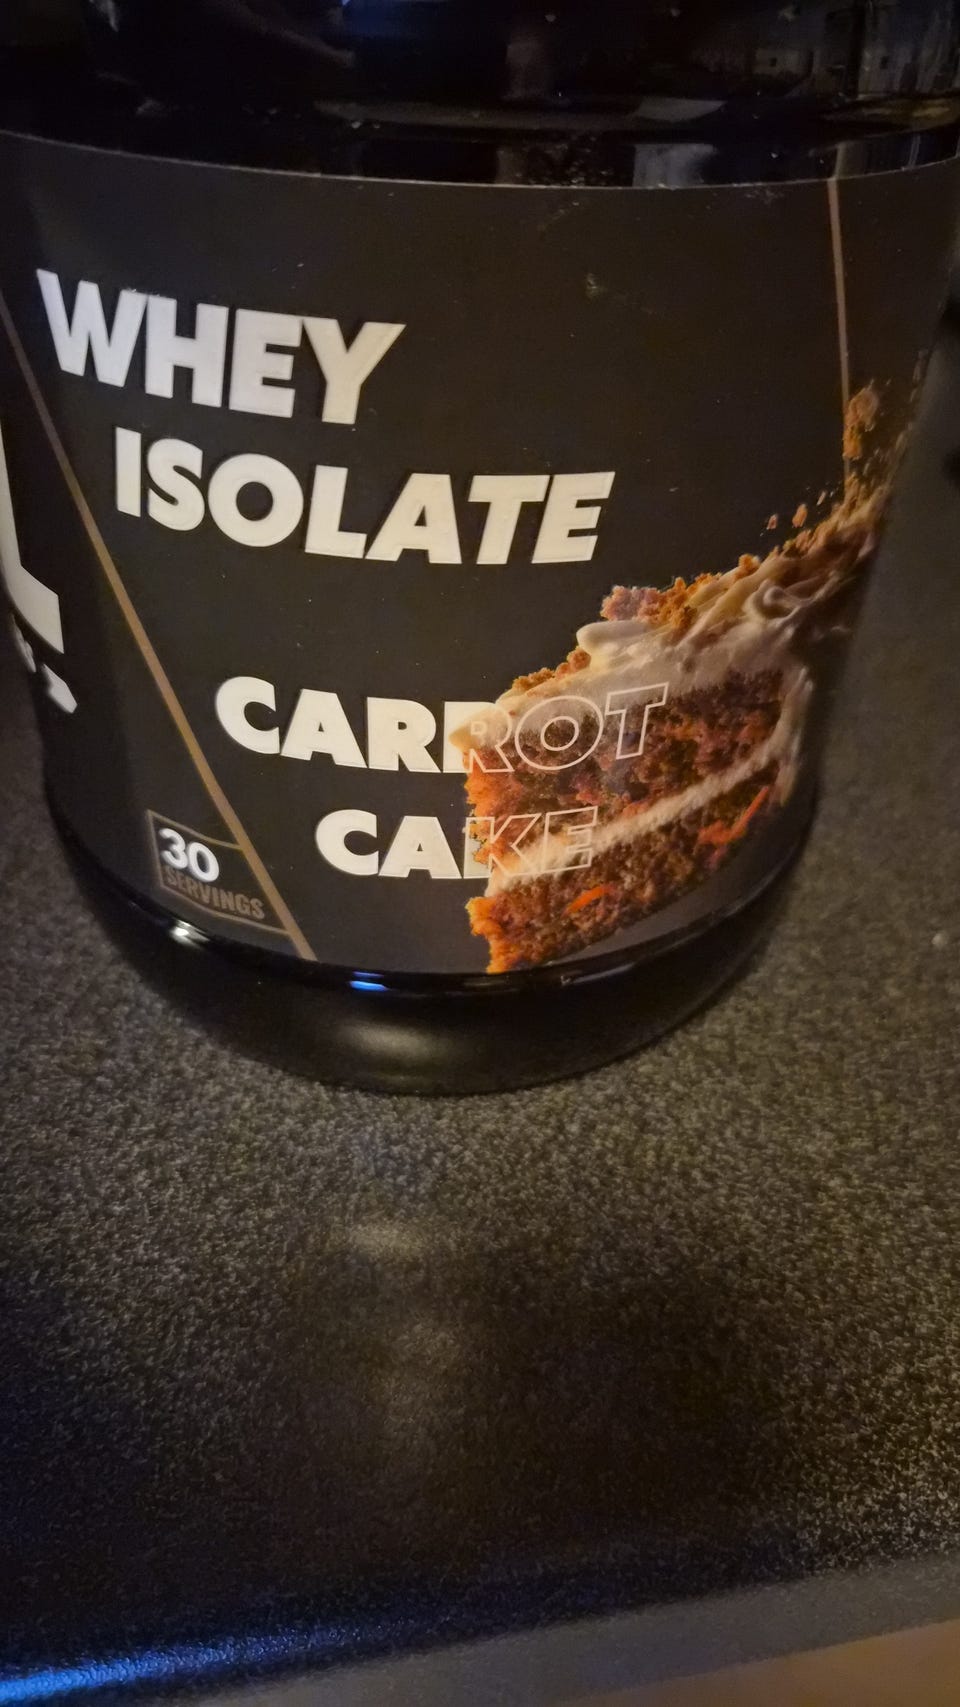 WHEY
ISOLATE
CARROT
CAKE
30
SERVINGS